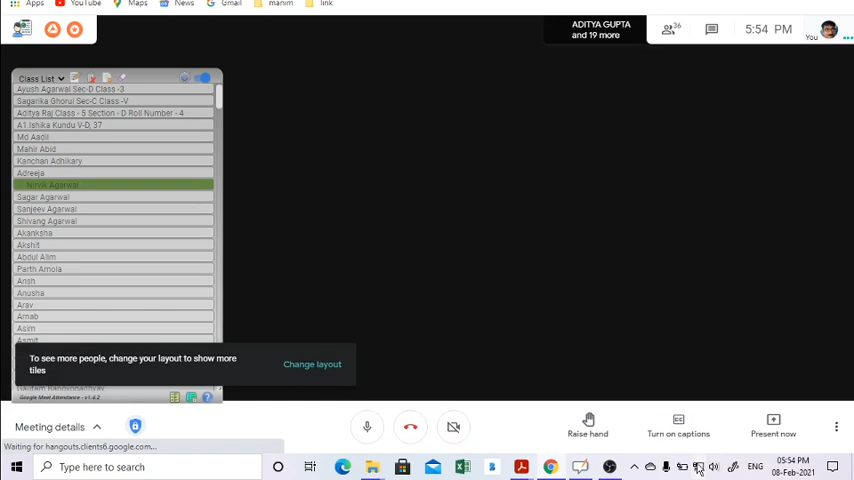 Apps YouTube Maps News Gmail manim link
ADITYA GUPTA
and 19 more
36
5:54 PM
You
Class List
Ayush Agarwal Sec-D Class -3
Sagarika Ghorui Sec-C Class -V
Aditya Raj Class - 5 Section - D Roll Number - 4
A1.Ishika Kundu V-D, 37
Md Aadil
Mahir Abid
Kanchan Adhikary
Adreeja
Nirvik Agarwal
Sagar Agarwal
Sanjeev Agarwal
Shivang Agarwal
Akanksha
Akshit
Abdul Alim
Parth Amola
Ansh
Anusha
Arav
Arnab
Asim
Asmit
To see more people, change your layout to show more
tiles
Change layout
Google Meet Attendance - v1.4.2
Meeting details
Raise hand
Turn on captions
Present now
Waiting for hangouts.clients6.google.com...
Type here to search
ENG
05:54 PM
08-Feb-2021